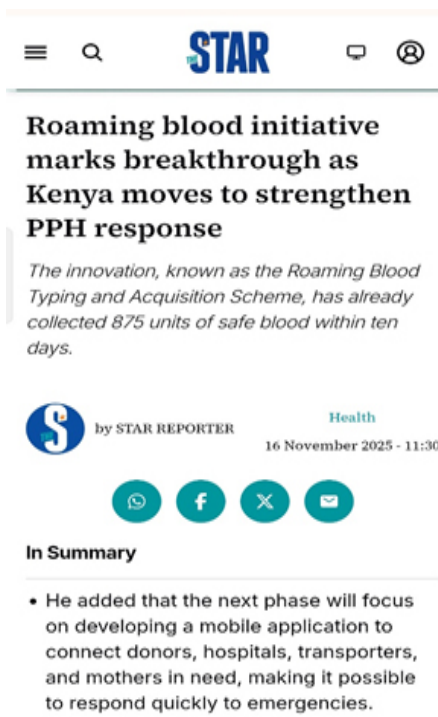 THE STAR
Roaming blood initiative
marks breakthrough as
Kenya moves to strengthen
PPH response
The innovation, known as the Roaming Blood
Typing and Acquisition Scheme, has already
collected 875 units of safe blood within ten
days.
by STAR REPORTER
Health
16 November 2025 - 11:30
In Summary
• He added that the next phase will focus
on developing a mobile application to
connect donors, hospitals, transporters,
and mothers in need, making it possible
to respond quickly to emergencies.